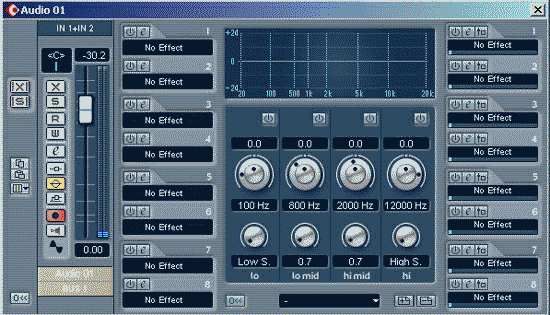 Audio 01
IN 1+IN 2
<C> -30.2
X
S
R
W
e
0.00
Audio 01
BUS 1
X
S
1
No Effect
2
No Effect
3
No Effect
4
No Effect
5
No Effect
6
No Effect
7
No Effect
8
No Effect
+24
0
-24
20 100 500 1k 2k 10k 20k
0.0 0.0 0.0 0.0
100 Hz 800 Hz 2000 Hz 12000 Hz
Low S. 0.7 0.7 High S.
lo lo mid hi mid hi
-
1
No Effect
2
No Effect
3
No Effect
4
No Effect
5
No Effect
6
No Effect
7
No Effect
8
No Effect